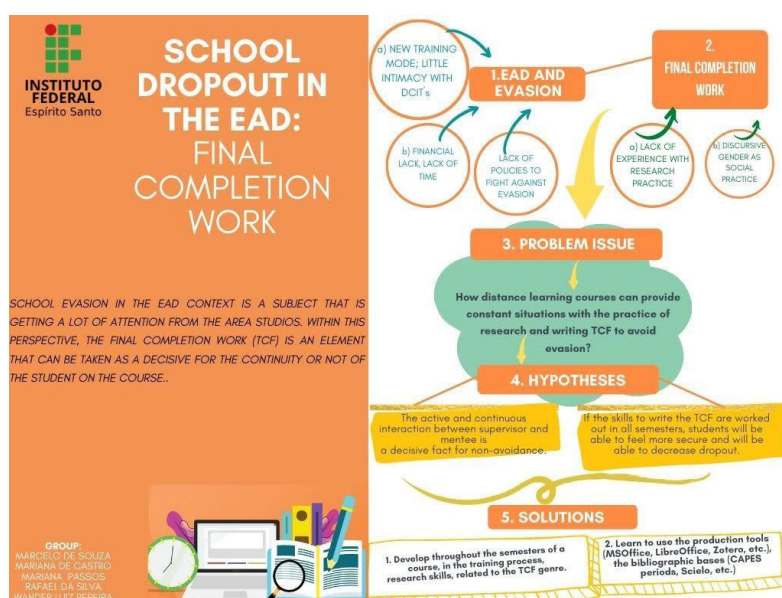 INSTITUTO
FEDERAL
Espírito Santo
SCHOOL
DROPOUT IN
THE EAD:
FINAL
COMPLETION
WORK
SCHOOL EVASION IN THE EAD CONTEXT IS A SUBJECT THAT IS
GETTING A LOT OF ATTENTION FROM THE AREA STUDIOS. WITHIN THIS
PERSPECTIVE, THE FINAL COMPLETION WORK (TCF) IS AN ELEMENT
THAT CAN BE TAKEN AS A DECISIVE FOR THE CONTINUITY OR NOT OF
THE STUDENT ON THE COURSE..
GROUP:
MARCELO DE SOUZA
MARIANA DE CASTRO
MARIANA PASSOS
RAFAEL DA SILVA
WANDER LUIZ PEREIRA
a) NEW TRAINING
MODE; LITTLE
INTIMACY WITH
DCIT's
1.EAD AND
EVASION
b) FINANCIAL
LACK, LACK OF
TIME
LACK OF
POLICIES TO
FIGHT AGAINST
EVASION
2.
FINAL COMPLETION
WORK
a) LACK OF
EXPERIENCE WITH
RESEARCH
PRACTICE
b) DISCURSIVE
GENDER AS
SOCIAL
PRACTICE
3. PROBLEM ISSUE
How distance learning courses can provide
constant situations with the practice of
research and writing TCF to avoid
evasion?
4. HYPOTHESES
The active and continuous
interaction between supervisor and
mentee is
a decisive fact for non-avoidance.
If the skills to write the TCF are worked
out in all semesters, students will be
able to feel more secure and will be
able to decrease dropout.
5. SOLUTIONS
1. Develop throughout the semesters of a
course, in the training process,
research skills, related to the TCF genre.
2. Learn to use the production tools
(MSOffice, LibreOffice, Zotero, etc.),
the bibliographic bases (CAPES
periods, Scielo, etc.)